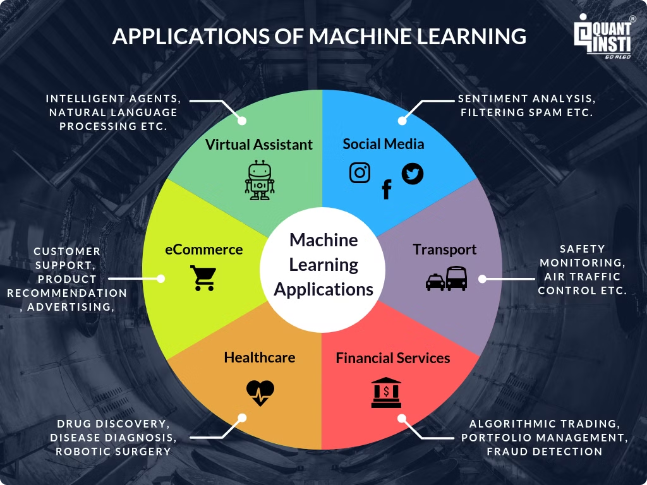 APPLICATIONS OF MACHINE LEARNING
QUANT
INSTI
®
GO ALGO
INTELLIGENT AGENTS,
NATURAL LANGUAGE
PROCESSING ETC.
SENTIMENT ANALYSIS,
FILTERING SPAM ETC.
Virtual Assistant
Social Media
eCommerce
Machine
Learning
Applications
Transport
CUSTOMER
SUPPORT,
PRODUCT
RECOMMENDATION
, ADVERTISING,
SAFETY
MONITORING,
AIR TRAFFIC
CONTROL ETC.
Healthcare
Financial Services
$
DRUG DISCOVERY,
DISEASE DIAGNOSIS,
ROBOTIC SURGERY
ALGORITHMIC TRADING,
PORTFOLIO MANAGEMENT,
FRAUD DETECTION